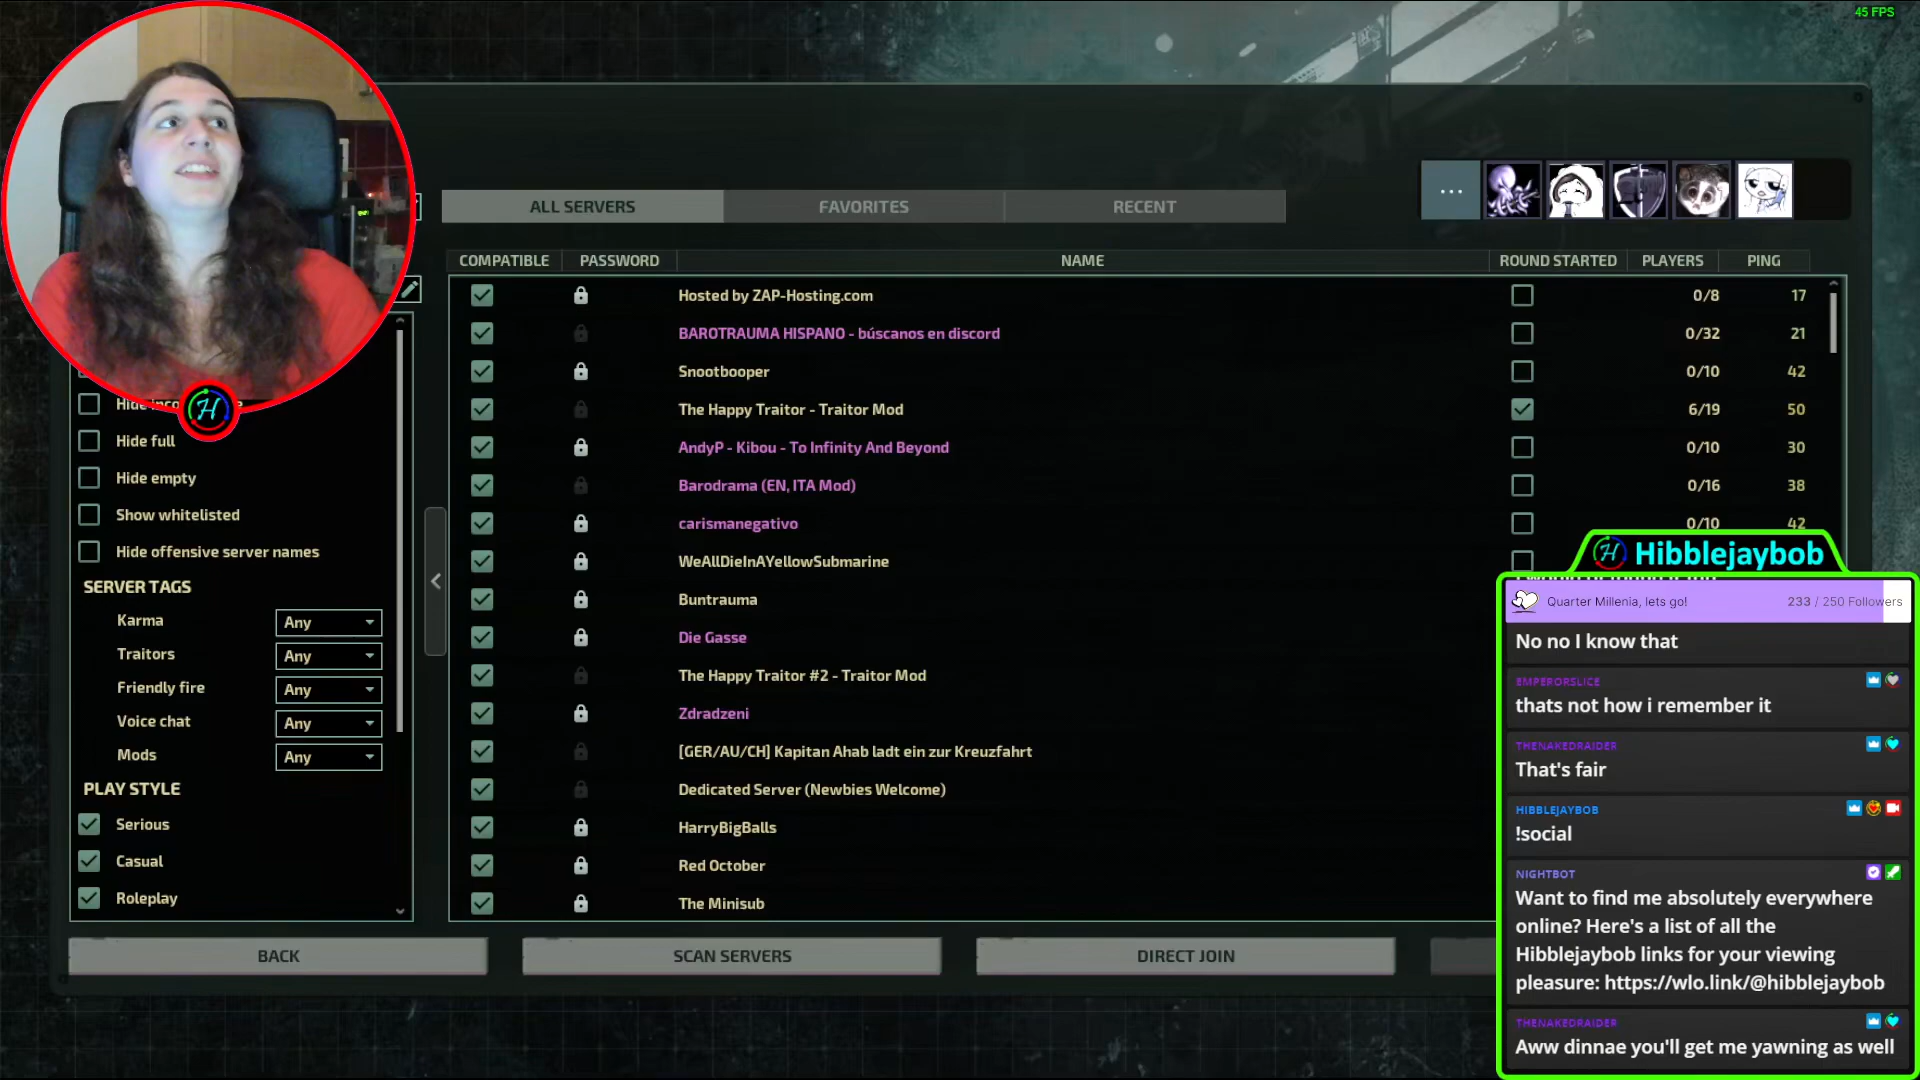 45 FPS
ALL SERVERS
FAVORITES
RECENT
...
COMPATIBLE PASSWORD NAME ROUND STARTED PLAYERS PING
Hosted by ZAP-Hosting.com 0/8 17
BAROTRAUMA HISPANO - búscanos en discord 0/32 21
Snootbooper 0/10 42
The Happy Traitor - Traitor Mod 6/19 50
AndyP - Kibou - To Infinity And Beyond 0/10 30
Barodrama (EN, ITA Mod) 0/16 38
carismanegativo 0/10 42
WeAllDieInAYellowSubmarine
Buntrauma
Die Gasse
The Happy Traitor #2 - Traitor Mod
Zdradzeni
[GER/AU/CH] Kapitan Ahab ladt ein zur Kreuzfahrt
Dedicated Server (Newbies Welcome)
HarryBigBalls
Red October
The Minisub
H
Hide
Hide full
Hide empty
Show whitelisted
Hide offensive server names
SERVER TAGS
Karma Any
Traitors Any
Friendly fire Any
Voice chat Any
Mods Any
PLAY STYLE
Serious
Casual
Roleplay
BACK
SCAN SERVERS
DIRECT JOIN
H Hibblejaybob
Quarter Millenia, lets go! 233 / 250 Followers
No no I know that
EMPERORSLICE
thats not how i remember it
THENAKEDRAIDER
That's fair
HIBBLEJAYBOB
!social
NIGHTBOT
Want to find me absolutely everywhere
online? Here's a list of all the
Hibblejaybob links for your viewing
pleasure: https://wlo.link/@hibblejaybob
THENAKEDRAIDER
Aww dinnae you'll get me yawning as well